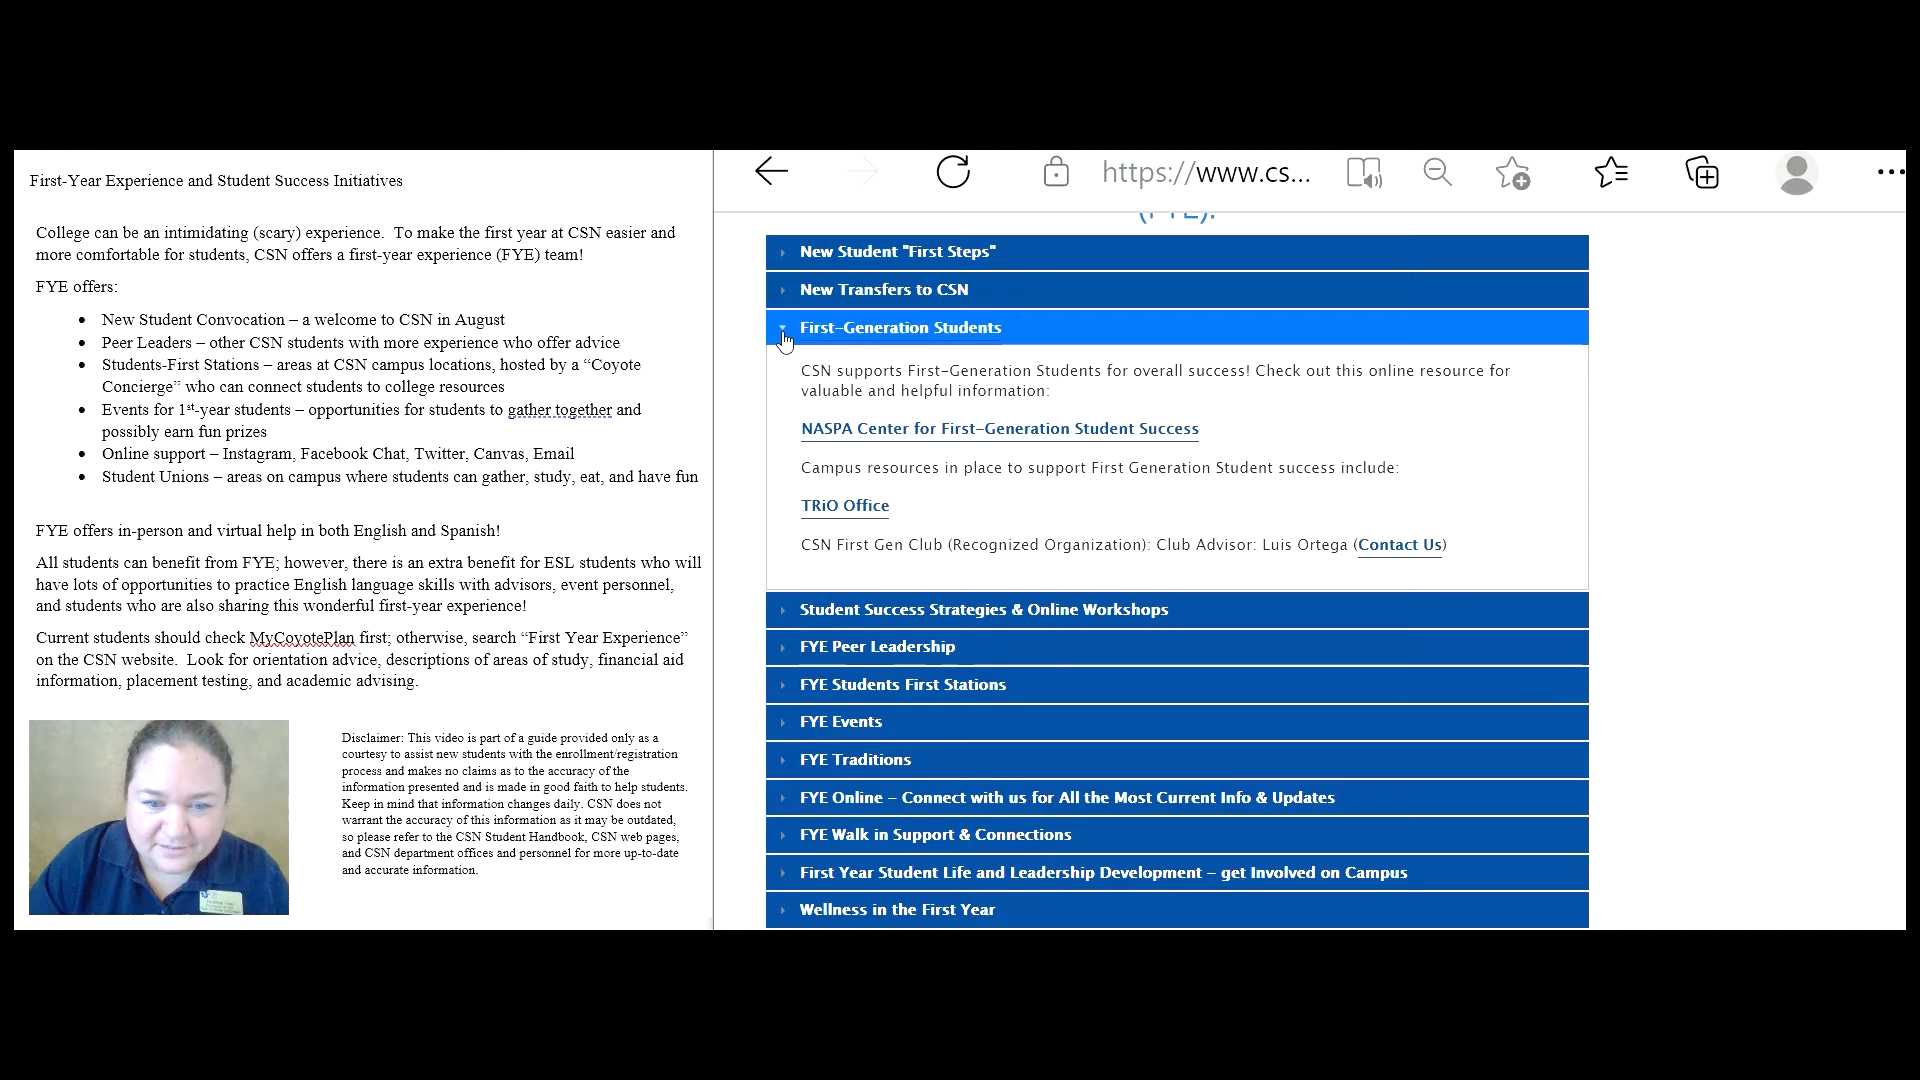 First-Year Experience and Student Success Initiatives
College can be an intimidating (scary) experience.  To make the first year at CSN easier and
more comfortable for students, CSN offers a first-year experience (FYE) team!
FYE offers:
• New Student Convocation – a welcome to CSN in August
• Peer Leaders – other CSN students with more experience who offer advice
• Students-First Stations – areas at CSN campus locations, hosted by a “Coyote
Concierge” who can connect students to college resources
• Events for 1st-year students – opportunities for students to gather together and
possibly earn fun prizes
• Online support – Instagram, Facebook Chat, Twitter, Canvas, Email
• Student Unions – areas on campus where students can gather, study, eat, and have fun
FYE offers in-person and virtual help in both English and Spanish!
All students can benefit from FYE; however, there is an extra benefit for ESL students who will
have lots of opportunities to practice English language skills with advisors, event personnel,
and students who are also sharing this wonderful first-year experience!
Current students should check MyCoyotePlan first; otherwise, search “First Year Experience”
on the CSN website.  Look for orientation advice, descriptions of areas of study, financial aid
information, placement testing, and academic advising.
Disclaimer: This video is part of a guide provided only as a
courtesy to assist new students with the enrollment/registration
process and makes no claims as to the accuracy of the
information presented and is made in good faith to help students.
Keep in mind that information changes daily. CSN does not
warrant the accuracy of this information as it may be outdated,
so please refer to the CSN Student Handbook, CSN web pages,
and CSN department offices and personnel for more up-to-date
and accurate information.
https://www.cs...
(FYE).
New Student "First Steps"
New Transfers to CSN
First-Generation Students
CSN supports First-Generation Students for overall success! Check out this online resource for
valuable and helpful information:
NASPA Center for First-Generation Student Success
Campus resources in place to support First Generation Student success include:
TRiO Office
CSN First Gen Club (Recognized Organization): Club Advisor: Luis Ortega (Contact Us)
Student Success Strategies & Online Workshops
FYE Peer Leadership
FYE Students First Stations
FYE Events
FYE Traditions
FYE Online - Connect with us for All the Most Current Info & Updates
FYE Walk in Support & Connections
First Year Student Life and Leadership Development - get Involved on Campus
Wellness in the First Year